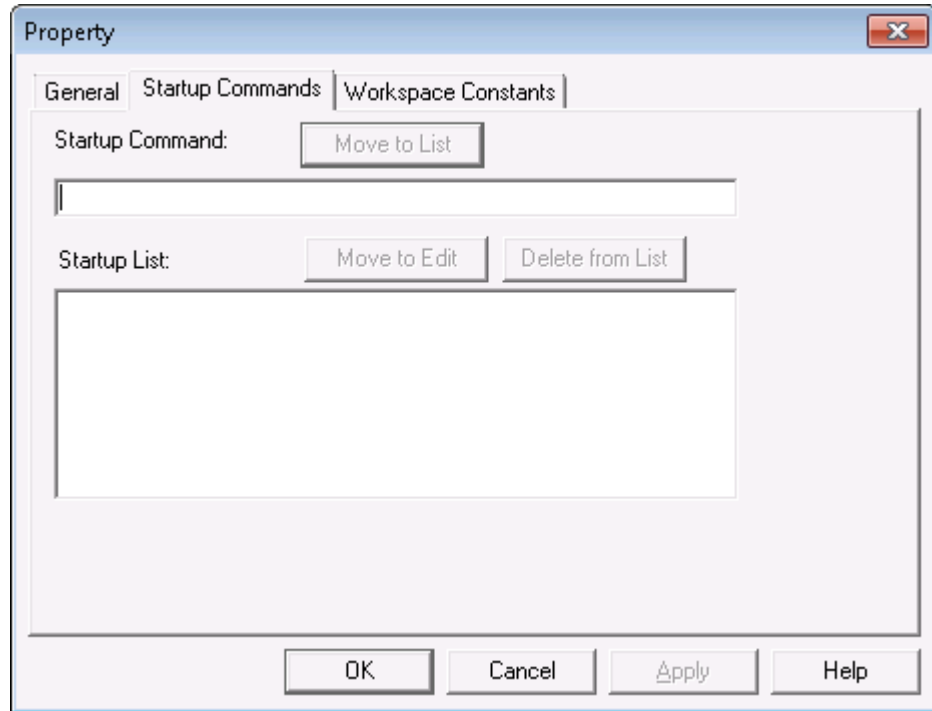 Property
General Startup Commands Workspace Constants
Startup Command: Move to List
Startup List: Move to Edit Delete from List
OK Cancel Apply Help